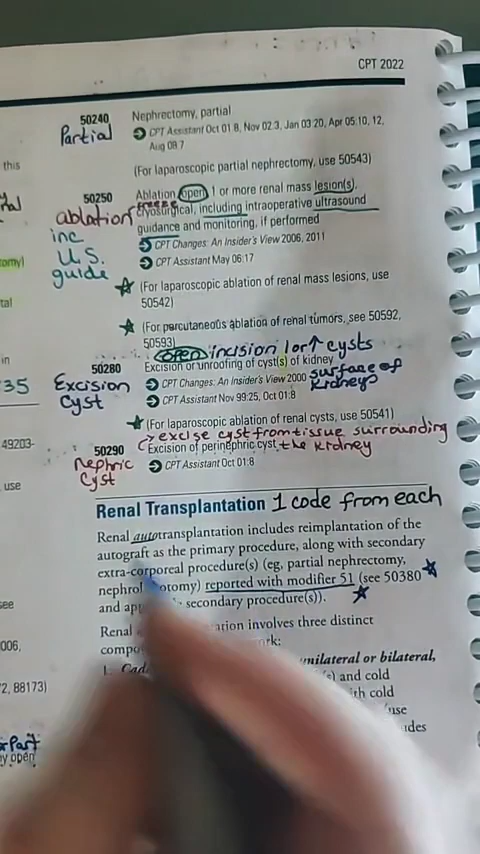 CPT 2022
this
50240 Nephrectomy, partial
Partial
CPT Assistant Oct 01:8, Nov 02:3, Jan 03:20, Apr 05:10, 12,
Aug 08:7
(For laparoscopic partial nephrectomy, use 50543)
50250 Ablation, open, 1 or more renal mass lesion(s),
freeze
ablation cryosurgical, including intraoperative ultrasound
inc guidance and monitoring, if performed
U.S. CPT Changes: An Insider's View 2006, 2011
guide CPT Assistant May 06:17
(For laparoscopic ablation of renal mass lesions, use
50542)
(For percutaneous ablation of renal tumors, see 50592,
50593)
open incision 1 or ↑ cysts
50280 Excision or unroofing of cyst(s) of kidney
Excision Cyst
CPT Changes: An Insider's View 2000
surface of kidneys
CPT Assistant Nov 99:25, Oct 01:8
(For laparoscopic ablation of renal cysts, use 50541)
excise cyst from tissue surrounding the kidney
50290 Excision of perinephric cyst
Nephric Cyst
CPT Assistant Oct 01:8
Renal Transplantation 1 code from each
Renal autotransplantation includes reimplantation of the
autograft as the primary procedure, along with secondary
extra-corporeal procedure(s) (eg, partial nephrectomy,
reported with modifier 51 (see 50380
and secondary procedure(s)).
Renal involves three distinct
unilateral or bilateral,
and cold
cold
use
tal
in
35
49203-
use
see
006,
2, 88173)
Part
open